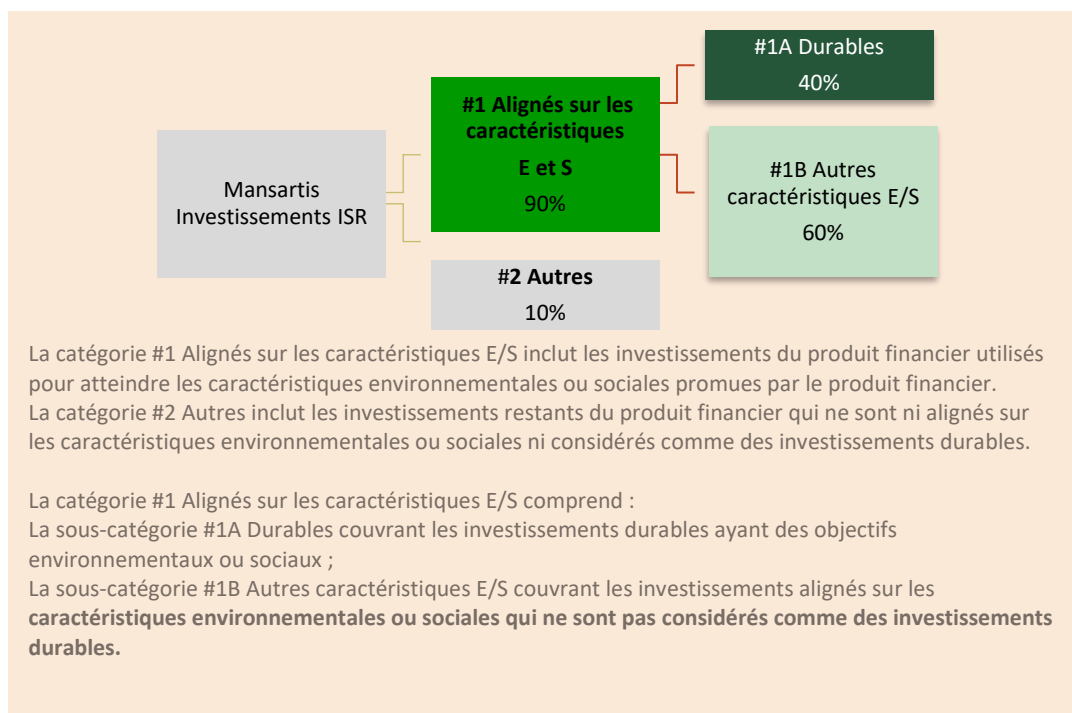 #1A Durables
40%
#1 Alignés sur les
caractéristiques
E et S
90%
Mansartis
Investissements ISR
#1B Autres
caractéristiques E/S
60%
#2 Autres
10%
La catégorie #1 Alignés sur les caractéristiques E/S inclut les investissements du produit financier utilisés
pour atteindre les caractéristiques environnementales ou sociales promues par le produit financier.
La catégorie #2 Autres inclut les investissements restants du produit financier qui ne sont ni alignés sur
les caractéristiques environnementales ou sociales ni considérés comme des investissements durables.
La catégorie #1 Alignés sur les caractéristiques E/S comprend :
La sous-catégorie #1A Durables couvrant les investissements durables ayant des objectifs
environnementaux ou sociaux ;
La sous-catégorie #1B Autres caractéristiques E/S couvrant les investissements alignés sur les
caractéristiques environnementales ou sociales qui ne sont pas considérés comme des investissements
durables.